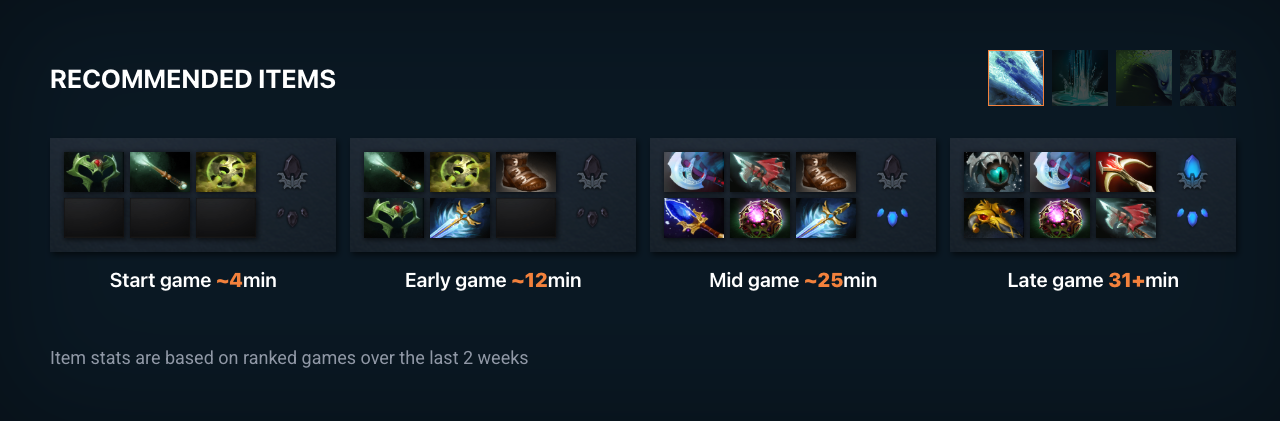 RECOMMENDED ITEMS
Start game ~4min
Early game ~12min
Mid game ~25min
Late game 31+min
Item stats are based on ranked games over the last 2 weeks